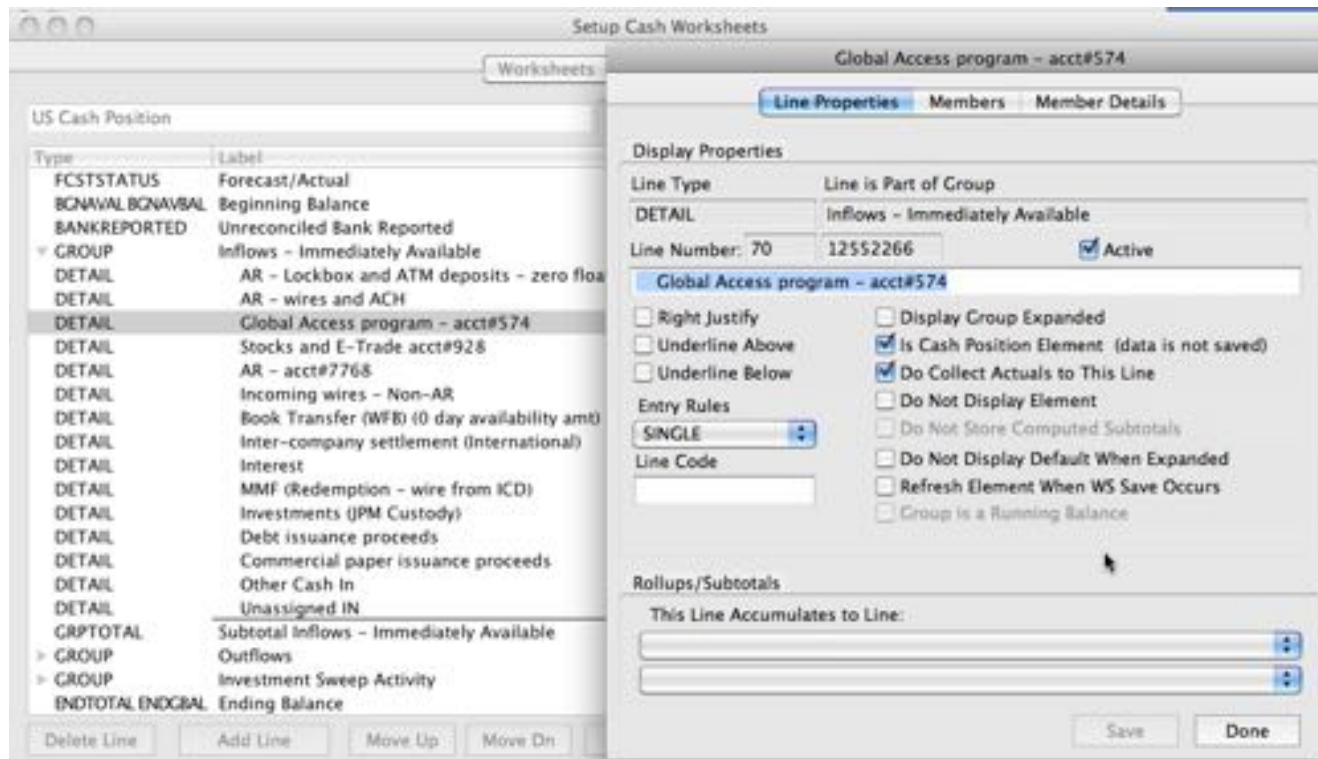 Setup Cash Worksheets
Worksheets
US Cash Position
Type Label
FCSTSTATUS Forecast/Actual
BGNAVAL BGNAVBAL Beginning Balance
BANKREPORTED Unreconciled Bank Reported
GROUP Inflows - Immediately Available
DETAIL AR - Lockbox and ATM deposits - zero floa
DETAIL AR - wires and ACH
DETAIL Global Access program - acct#574
DETAIL Stocks and E-Trade acct#928
DETAIL AR - acct#7768
DETAIL Incoming wires - Non-AR
DETAIL Book Transfer (WFB) (0 day availability amt)
DETAIL Inter-company settlement (International)
DETAIL Interest
DETAIL MMF (Redemption - wire from ICD)
DETAIL Investments (JPM Custody)
DETAIL Debt issuance proceeds
DETAIL Commercial paper issuance proceeds
DETAIL Other Cash In
DETAIL Unassigned IN
GRPTOTAL Subtotal Inflows - Immediately Available
GROUP Outflows
GROUP Investment Sweep Activity
ENDTOTAL ENDGBAL Ending Balance
Delete Line Add Line Move Up Move Dn
Global Access program - acct#574
Line Properties Members Member Details
Display Properties
Line Type Line is Part of Group
DETAIL Inflows - Immediately Available
Line Number: 70 12552266 Active
Global Access program - acct#574
Right Justify Display Group Expanded
Underline Above Is Cash Position Element (data is not saved)
Underline Below Do Collect Actuals to This Line
Entry Rules Do Not Display Element
SINGLE Do Not Store Computed Subtotals
Line Code Do Not Display Default When Expanded
Refresh Element When WS Save Occurs
Group is a Running Balance
Rollups/Subtotals
This Line Accumulates to Line:
Save Done